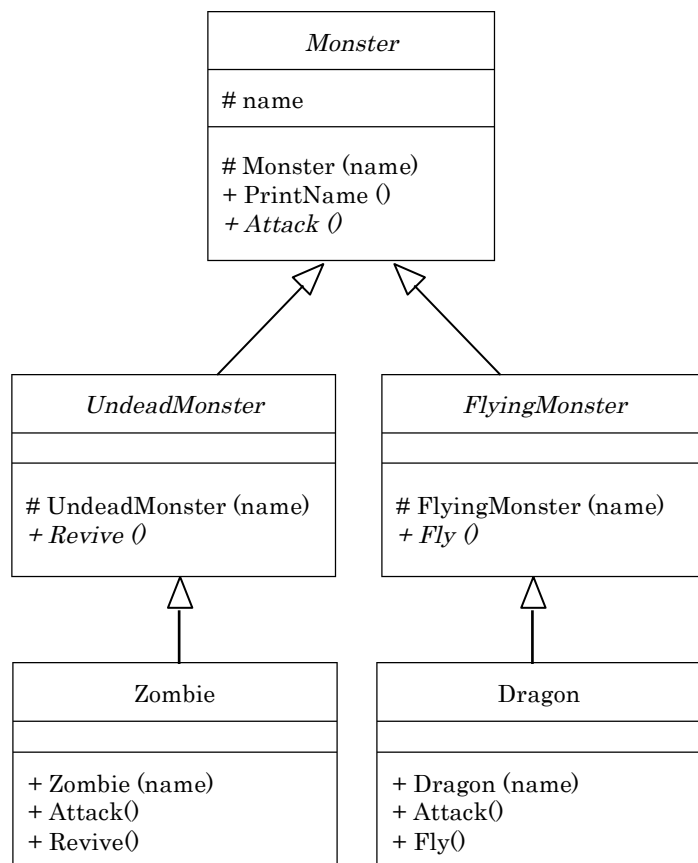 Monster
# name
# Monster (name)
+ PrintName ()
+ Attack ()
UndeadMonster
# UndeadMonster (name)
+ Revive ()
FlyingMonster
# FlyingMonster (name)
+ Fly ()
Zombie
+ Zombie (name)
+ Attack()
+ Revive()
Dragon
+ Dragon (name)
+ Attack()
+ Fly()